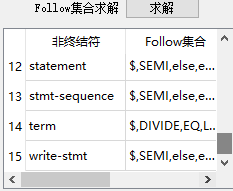 Follow集合求解 求解
非终结符 Follow集合
12 statement $,SEMI,else,e...
13 stmt-sequence $,SEMI,else,e...
14 term $,DIVIDE,EQ,L...
15 write-stmt $,SEMI,else,e...